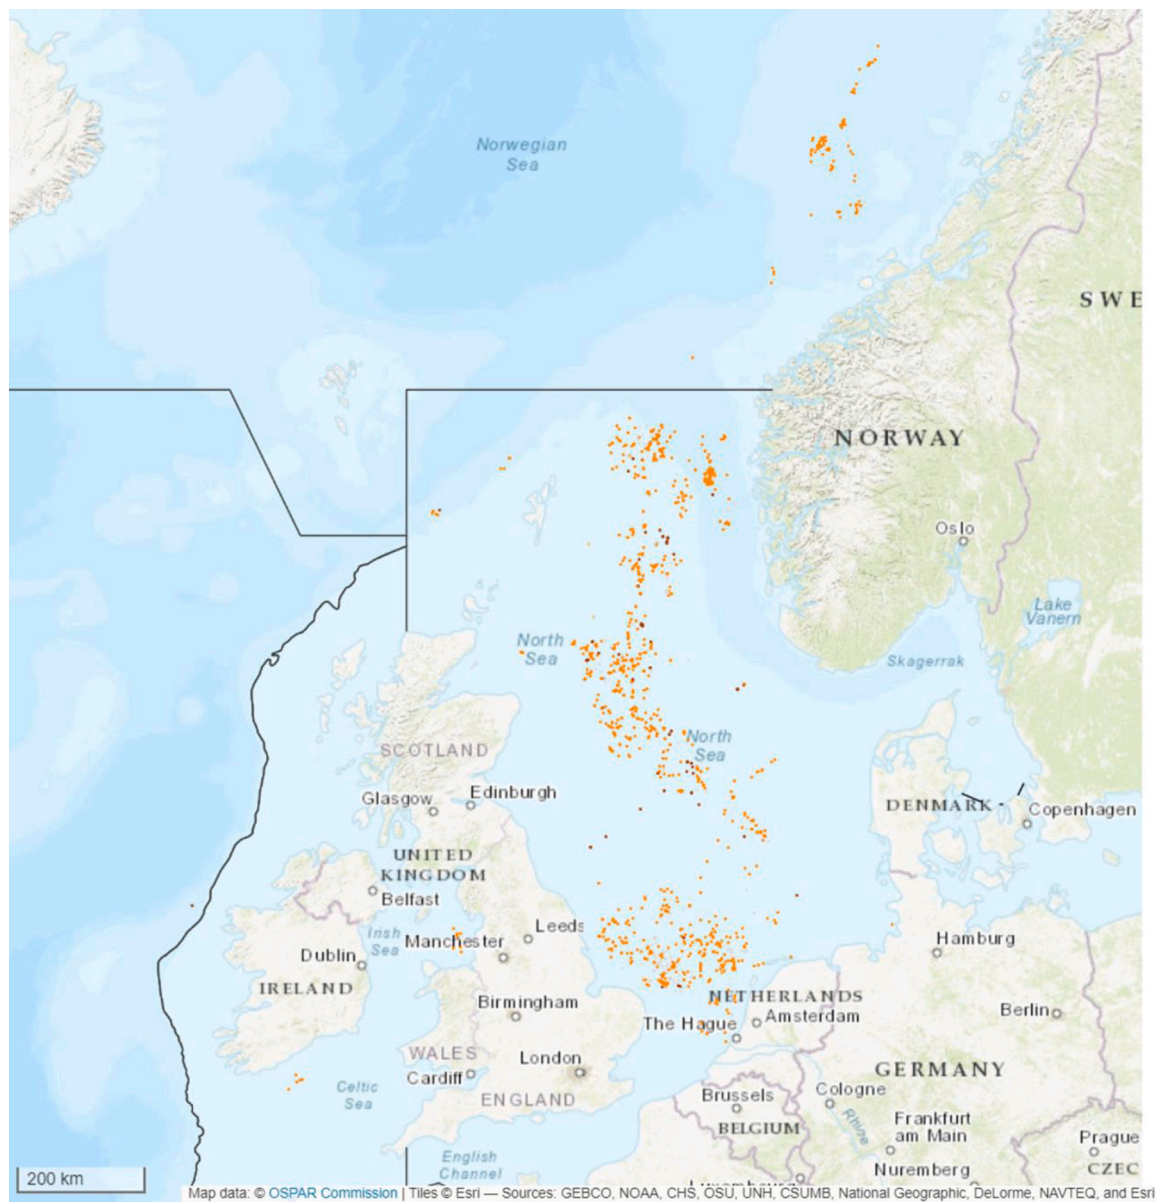 Norwegian
Sea
SWE
NORWAY
Oslo
Lake
Vanern
North
Sea
Skagerrak
North
Sea
SCOTLAND
Glasgow
Edinburgh
DENMARK
Copenhagen
UNITED
KINGDOM
Belfast
Irish
Sea
Leeds
Manchester
Hamburg
Dublin
IRELAND
NETHERLANDS
Birmingham
Amsterdam
Berlin
The Hague
WALES
London
Cardiff
GERMANY
Celtic
Sea
ENGLAND
Brussels
Cologne
Rhine
BELGIUM
Frankfurt
am Main
Prague
English
Channel
Nuremberg
CZEC
200 km
Map data: © OSPAR Commission | Tiles © Esri — Sources: GEBCO, NOAA, CHS, OSU, UNH, CSUMB, National Geographic, DeLorme, NAVTEQ, and Esri